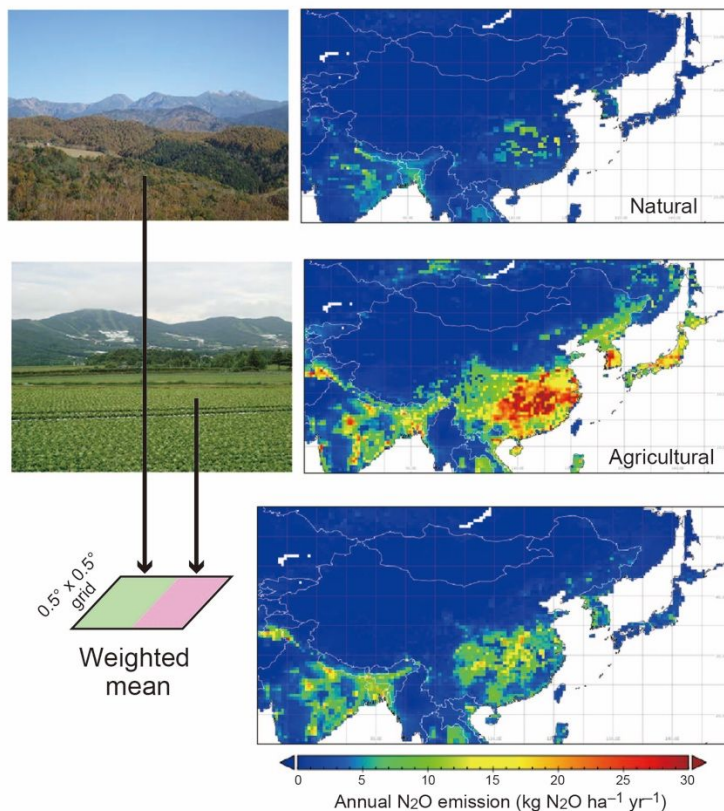 Natural
Agricultural
0.5° x 0.5°
grid
Weighted
mean
0 5 10 15 20 25 30
Annual N2O emission (kg N2O ha–1 yr–1)